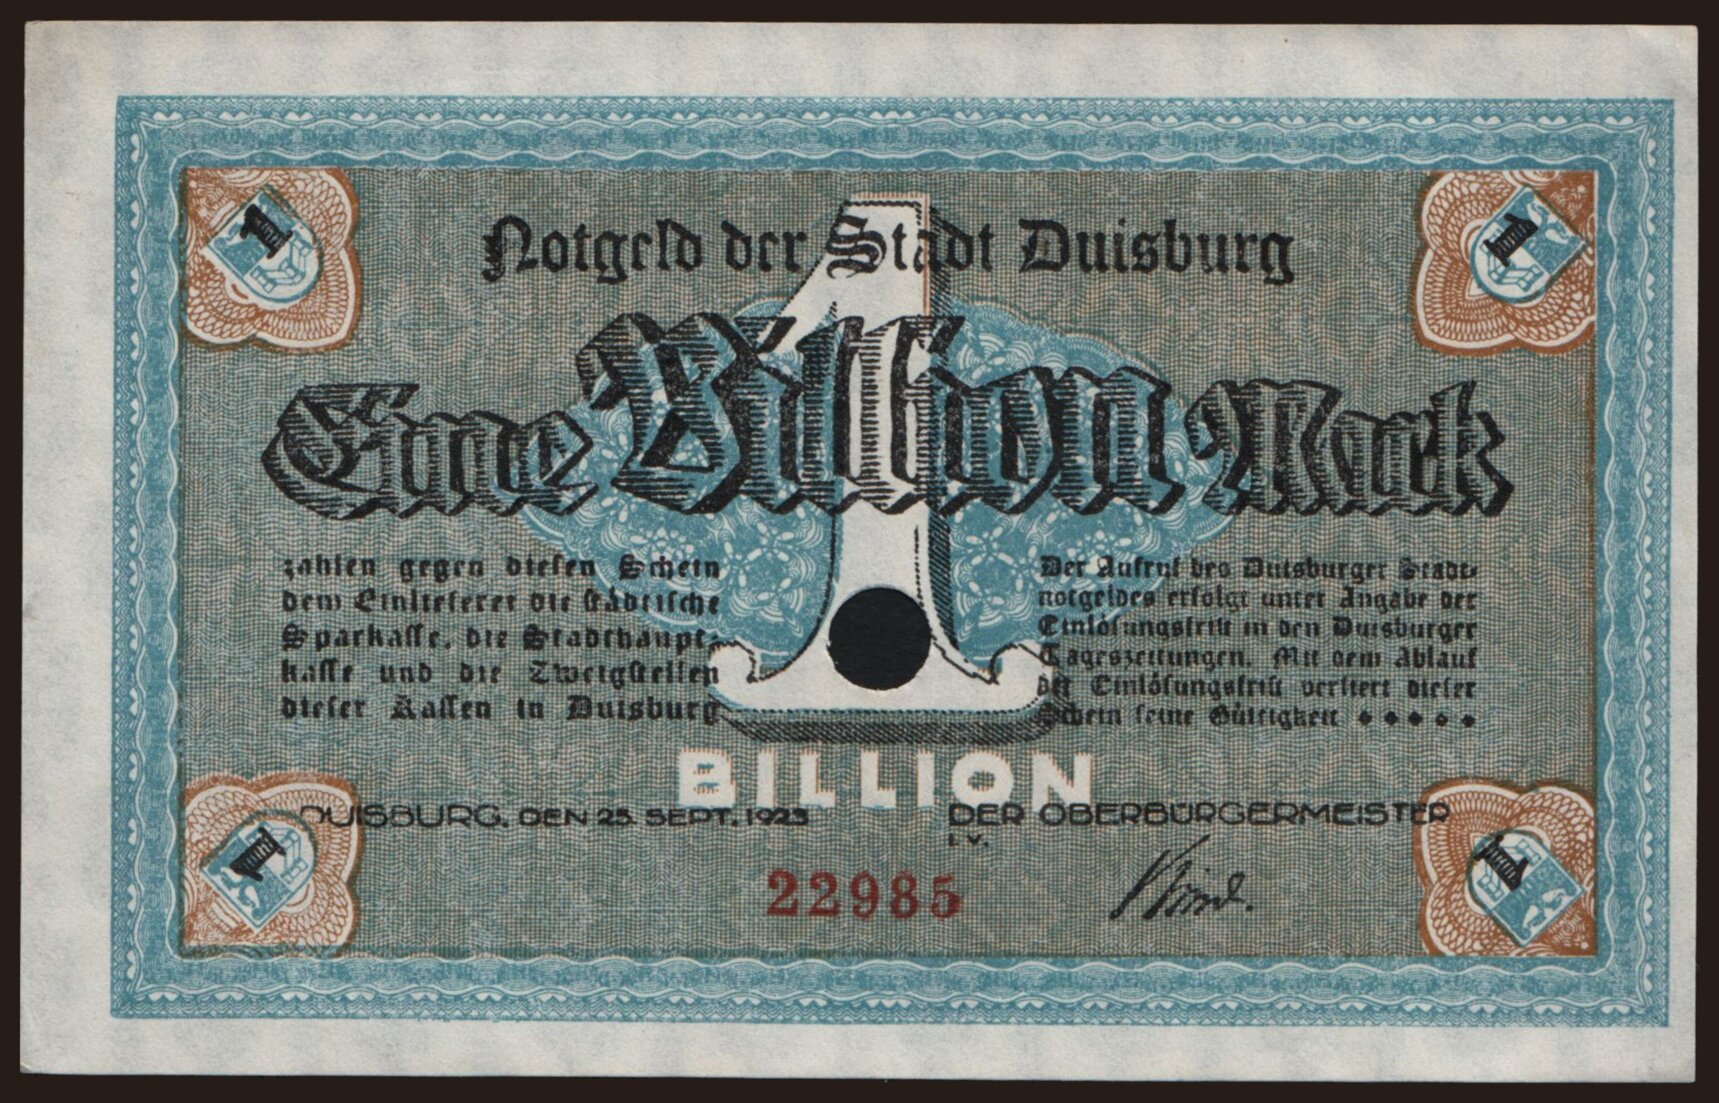 1
1
Notgeld der Stadt Duisburg
1
Eine Billion Mark
zahlen gegen diesen Schein
dem Einlieferer die städtische
Sparkasse, die Stadthaupt-
kasse und die Zweigstellen
dieser Kassen in Duisburg
Der Aufruf des Duisburger Stadt-
notgeldes erfolgt unter Angabe der
Einlösungsfrist in den Duisburger
Tageszeitungen. Mit dem Ablauf
der Einlösungsfrist verliert dieser
Schein seine Gültigkeit
BILLION
DUISBURG, DEN 25. SEPT. 1923
DER OBERBÜRGERMEISTER
I. V.
22985
1
1